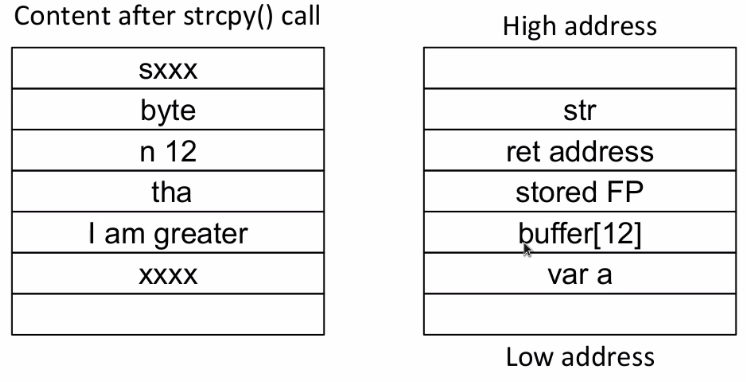 Content after strcpy() call
sxxx
byte
n 12
tha
I am greater
xxxx
High address
str
ret address
stored FP
buffer[12]
var a
Low address